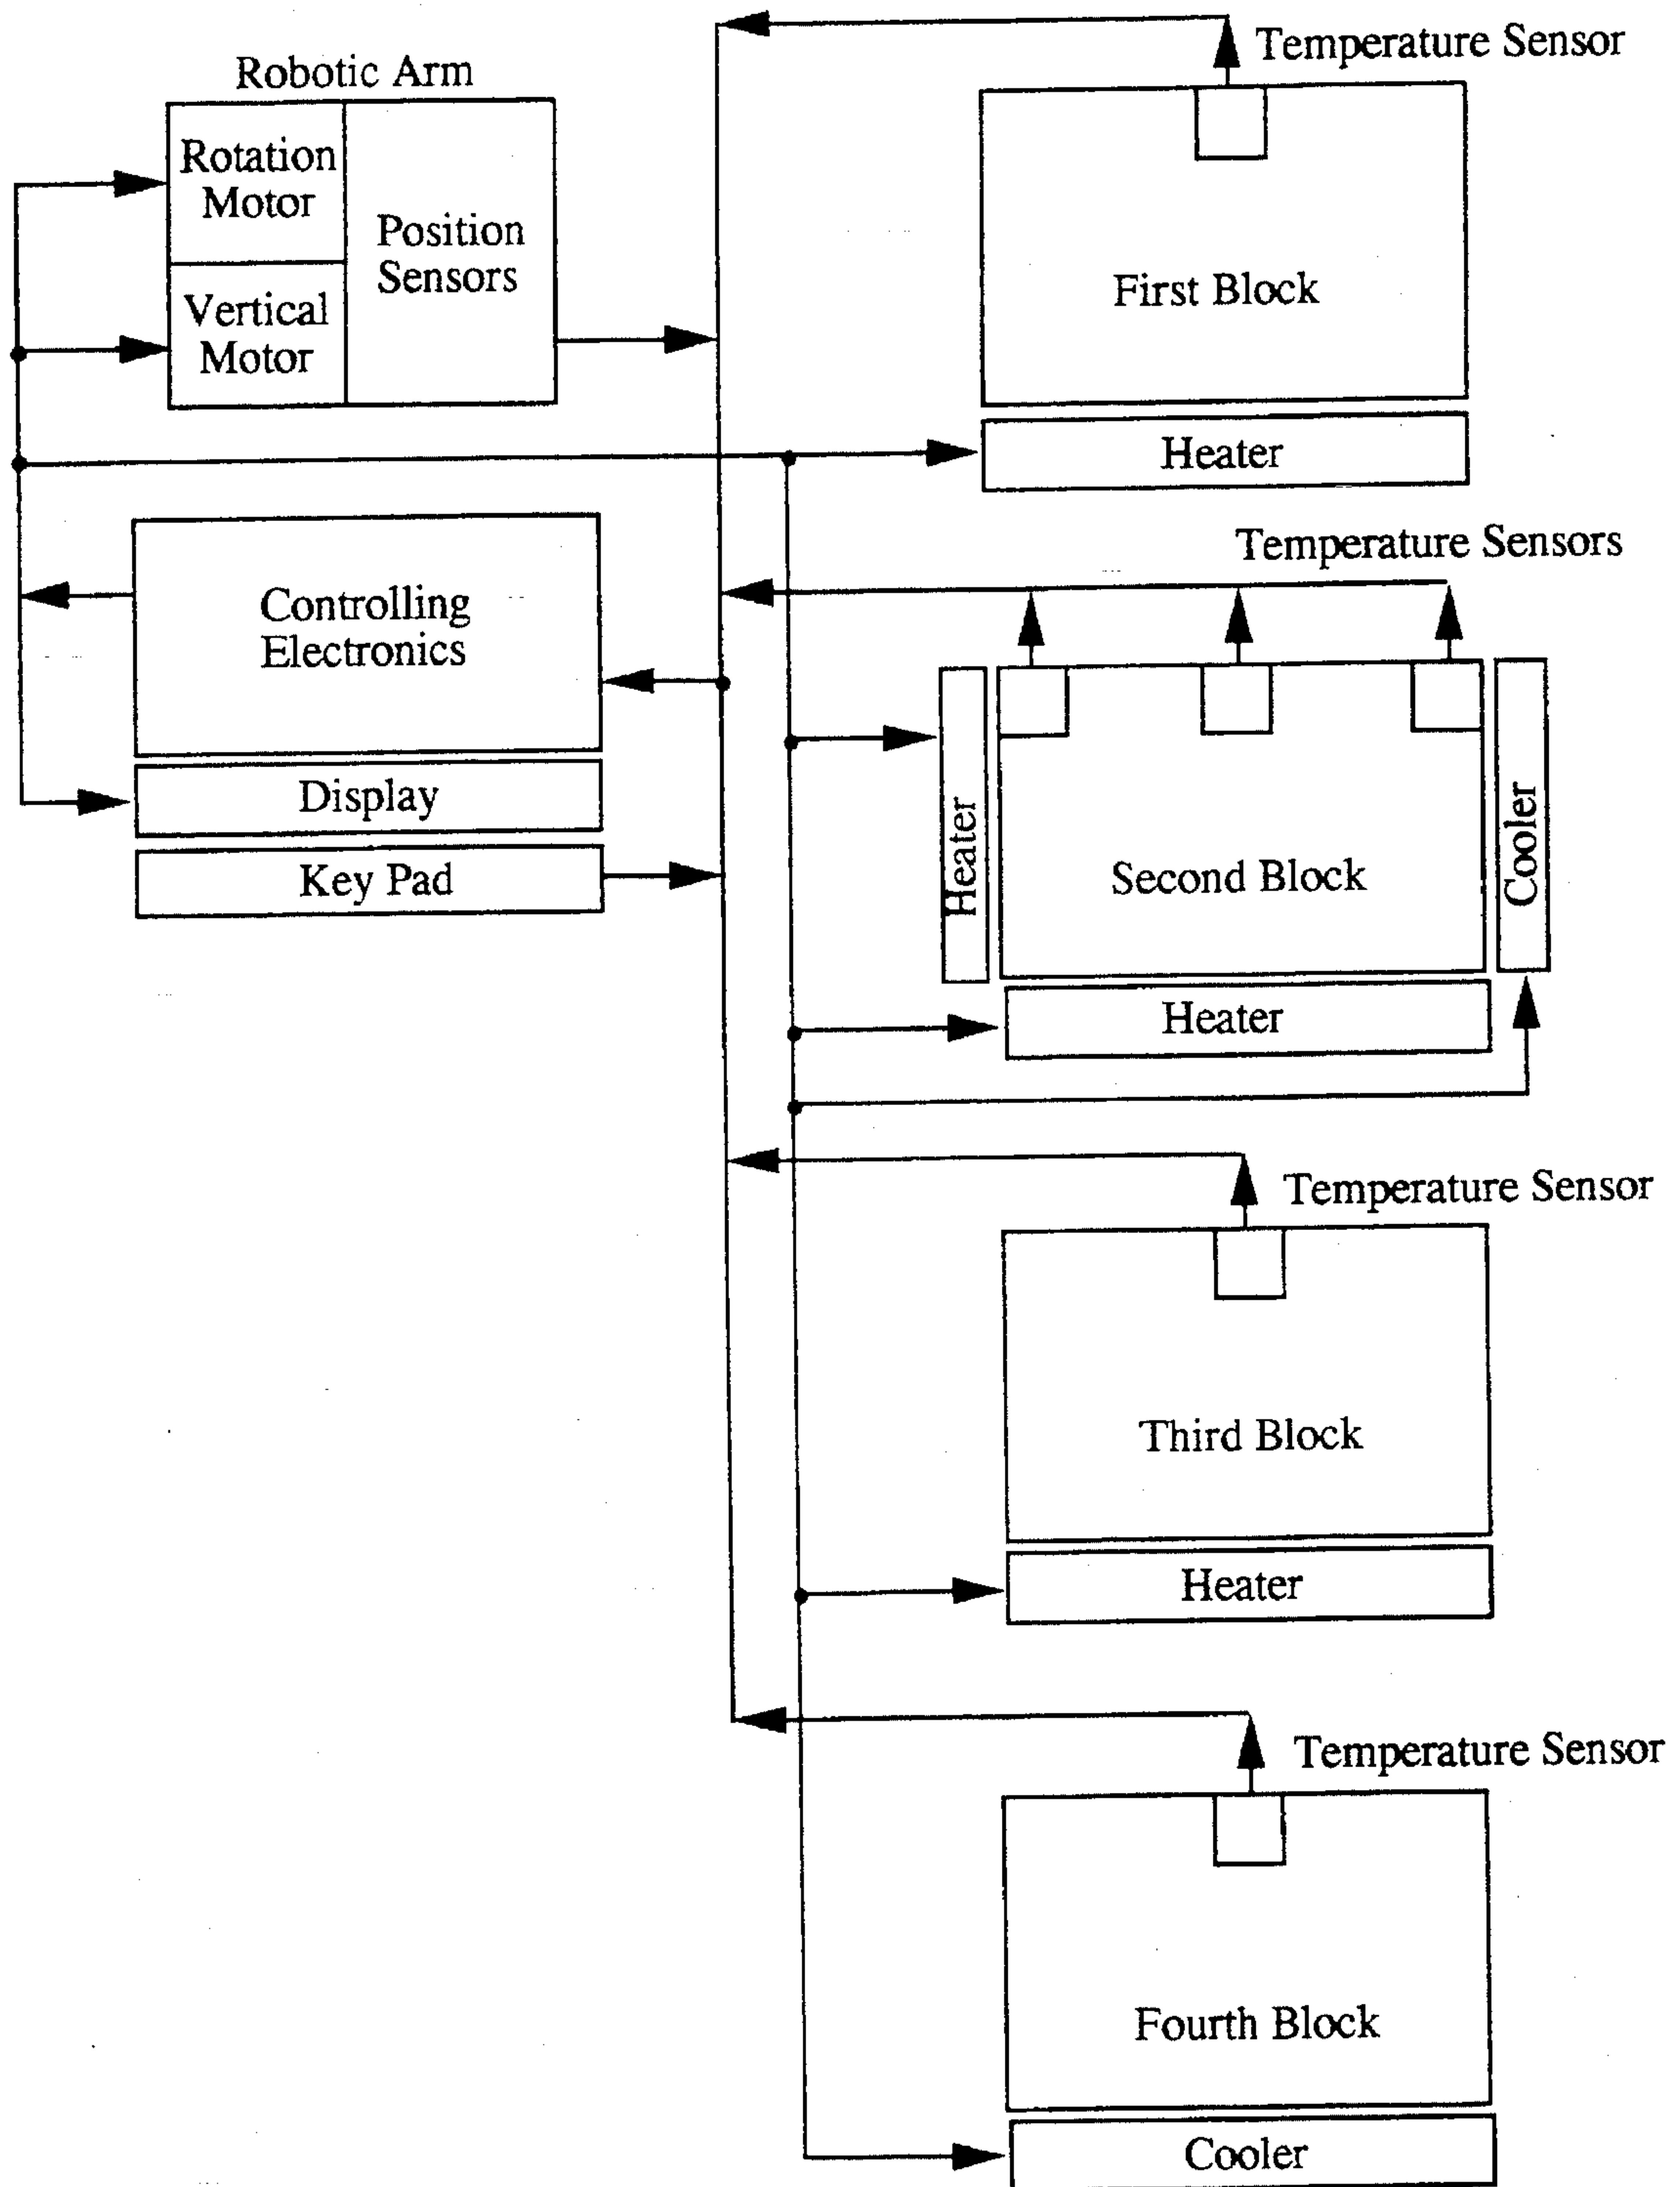 Robotic Arm
Rotation
Motor
Position
Sensors
Vertical
Motor
Controlling
Electronics
Display
Key Pad
Temperature Sensor
First Block
Heater
Temperature Sensors
Heater
Second Block
Cooler
Heater
Temperature Sensor
Third Block
Heater
Temperature Sensor
Fourth Block
Cooler